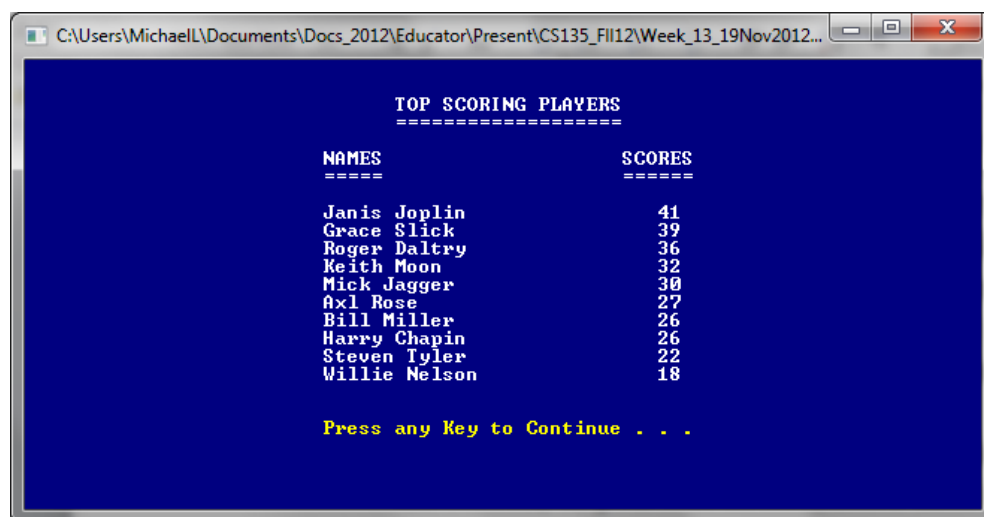 C:\Users\MichaelL\Documents\Docs_2012\Educator\Present\CS135_Fll12\Week_13_19Nov2012...
TOP SCORING PLAYERS
===================
NAMES SCORES
===== ======
Janis Joplin 41
Grace Slick 39
Roger Daltry 36
Keith Moon 32
Mick Jagger 30
Axl Rose 27
Bill Miller 26
Harry Chapin 26
Steven Tyler 22
Willie Nelson 18
Press any Key to Continue . . .